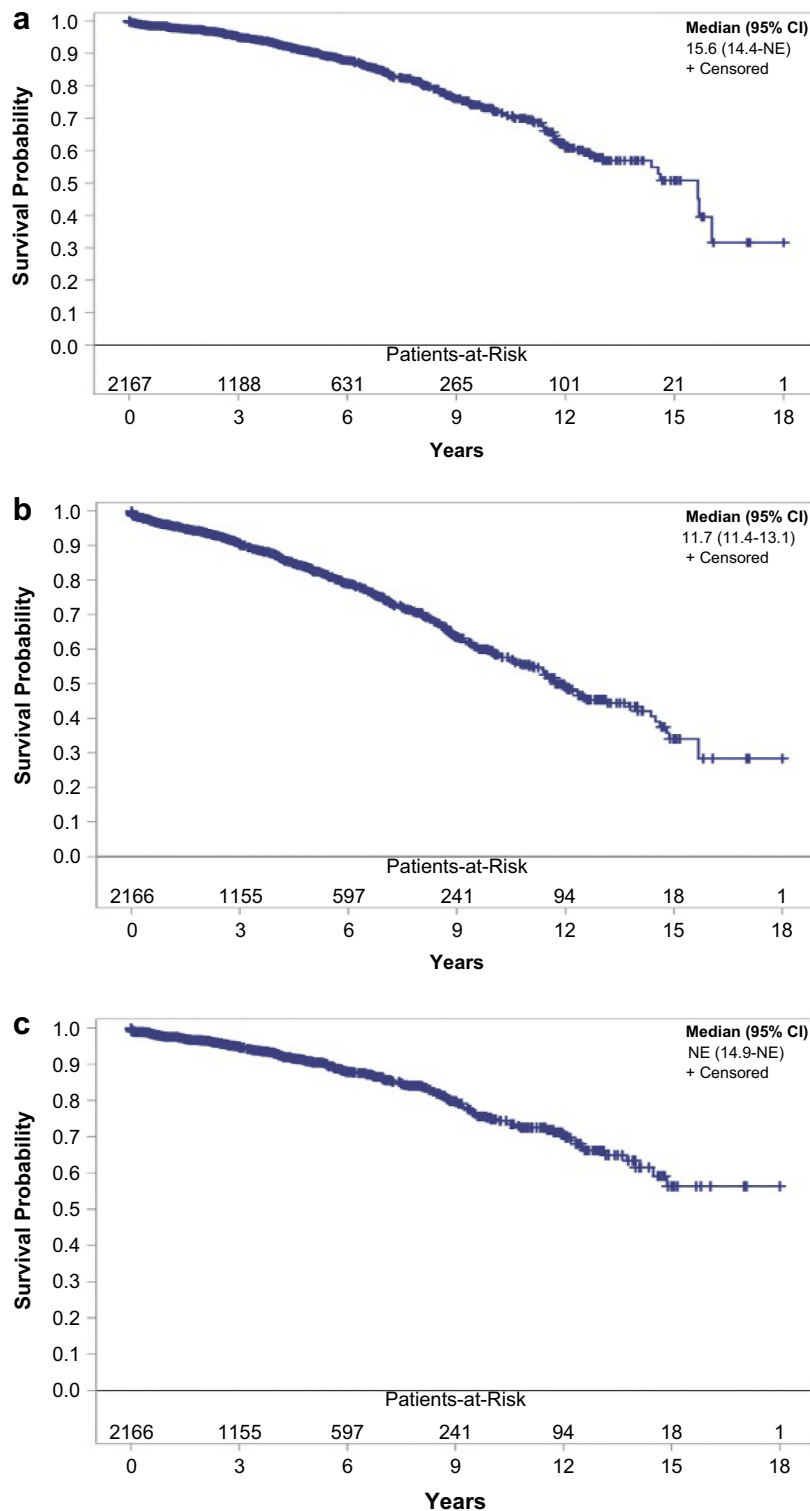 a
Median (95% CI)
15.6 (14.4-NE)
+ Censored
Survival Probability
1.0
0.9
0.8
0.7
0.6
0.5
0.4
0.3
0.2
0.1
0.0
Patients-at-Risk
2167 1188 631 265 101 21 1
0 3 6 9 12 15 18
Years
b
Median (95% CI)
11.7 (11.4-13.1)
+ Censored
Survival Probability
1.0
0.9
0.8
0.7
0.6
0.5
0.4
0.3
0.2
0.1
0.0
Patients-at-Risk
2166 1155 597 241 94 18 1
0 3 6 9 12 15 18
Years
c
Median (95% CI)
NE (14.9-NE)
+ Censored
Survival Probability
1.0
0.9
0.8
0.7
0.6
0.5
0.4
0.3
0.2
0.1
0.0
Patients-at-Risk
2166 1155 597 241 94 18 1
0 3 6 9 12 15 18
Years